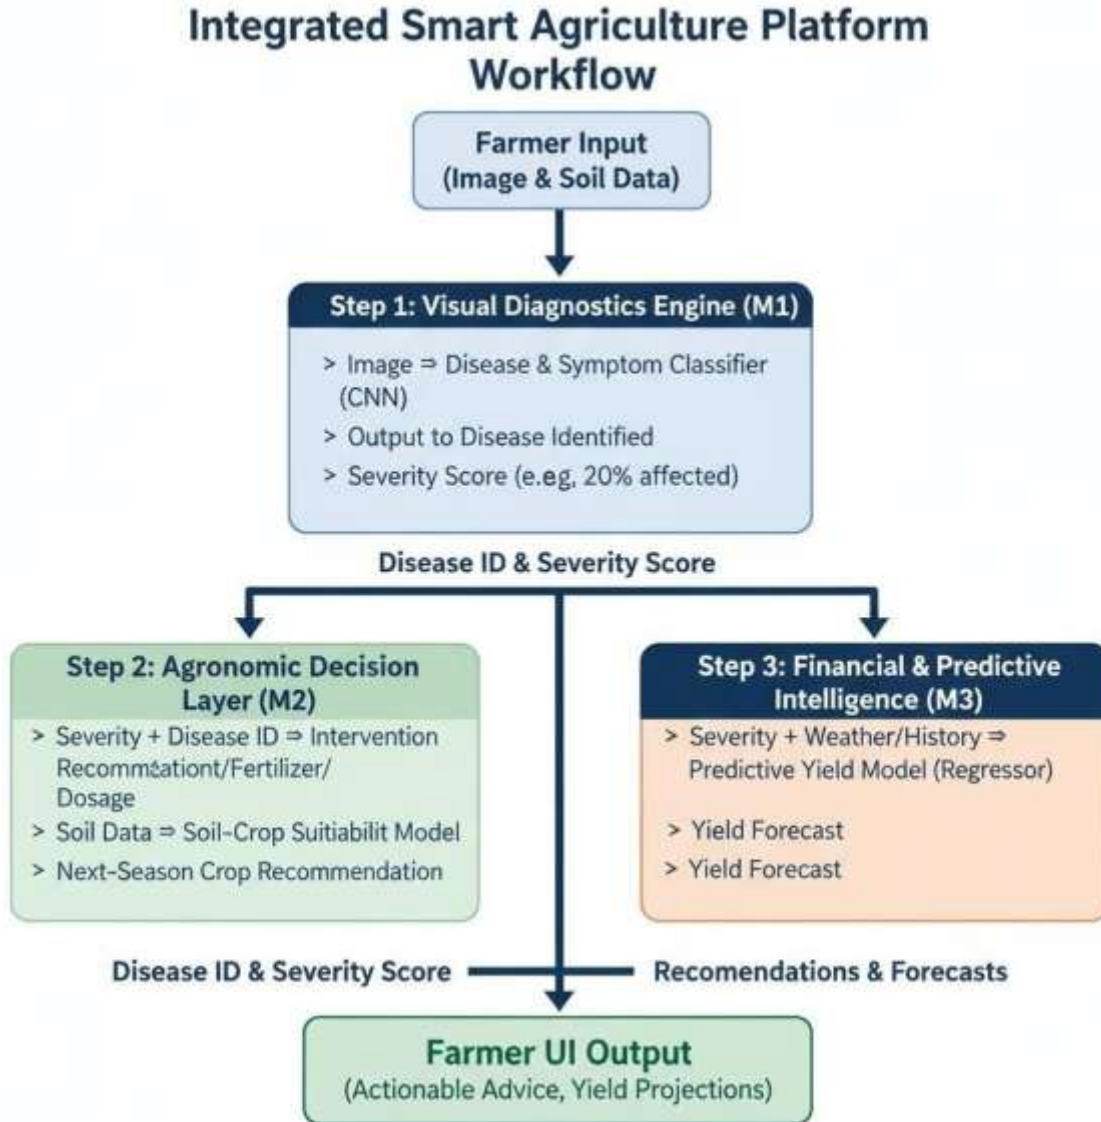 Integrated Smart Agriculture Platform
Workflow
Farmer Input
(Image & Soil Data)
Step 1: Visual Diagnostics Engine (M1)
> Image ⇒ Disease & Symptom Classifier
(CNN)
> Output to Disease Identified
> Severity Score (e.eg, 20% affected)
Disease ID & Severity Score
Step 2: Agronomic Decision
Layer (M2)
> Severity + Disease ID ⇒ Intervention
/Fertilizer/
Dosage
> Soil Data ⇒ Soil-Crop Suitiabilit Model
> Next-Season Crop Recommendation
Step 3: Financial & Predictive
Intelligence (M3)
> Severity + Weather/History ⇒
Predictive Yield Model (Regressor)
> Yield Forecast
> Yield Forecast
Disease ID & Severity Score
Recomendations & Forecasts
Farmer UI Output
(Actionable Advice, Yield Projections)